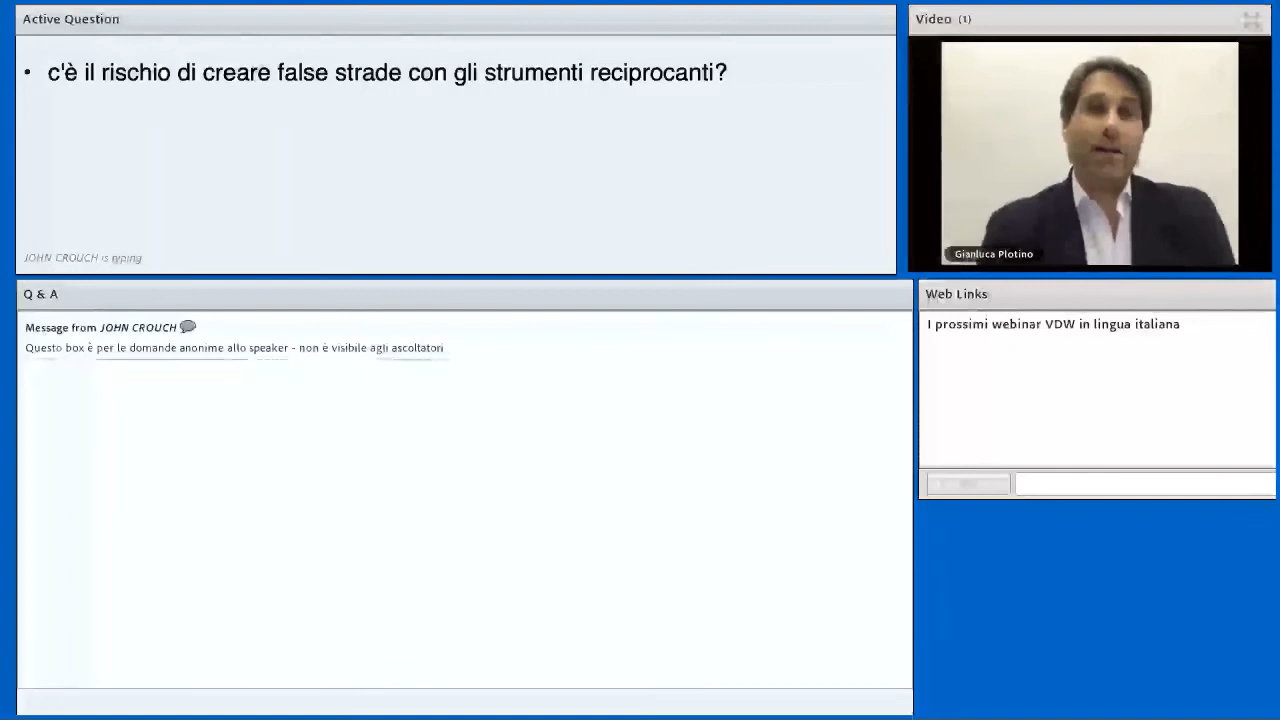 Active Question
• c'è il rischio di creare false strade con gli strumenti reciprocanti?
JOHN CROUCH is typing
Video (1)
Gianluca Plotino
Q & A
Message from JOHN CROUCH
Questo box è per le domande anonime allo speaker - non è visibile agli ascoltatori
Web Links
I prossimi webinar VDW in lingua italiana